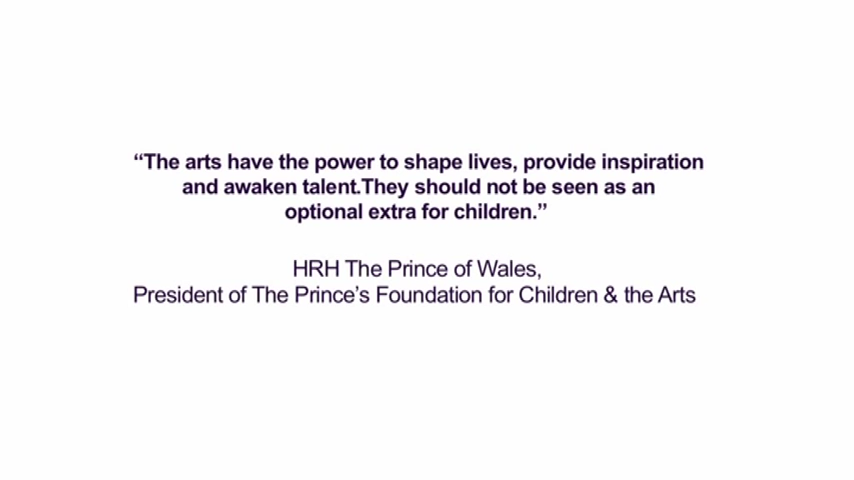 “The arts have the power to shape lives, provide inspiration
and awaken talent.They should not be seen as an
optional extra for children.”
HRH The Prince of Wales,
President of The Prince’s Foundation for Children & the Arts